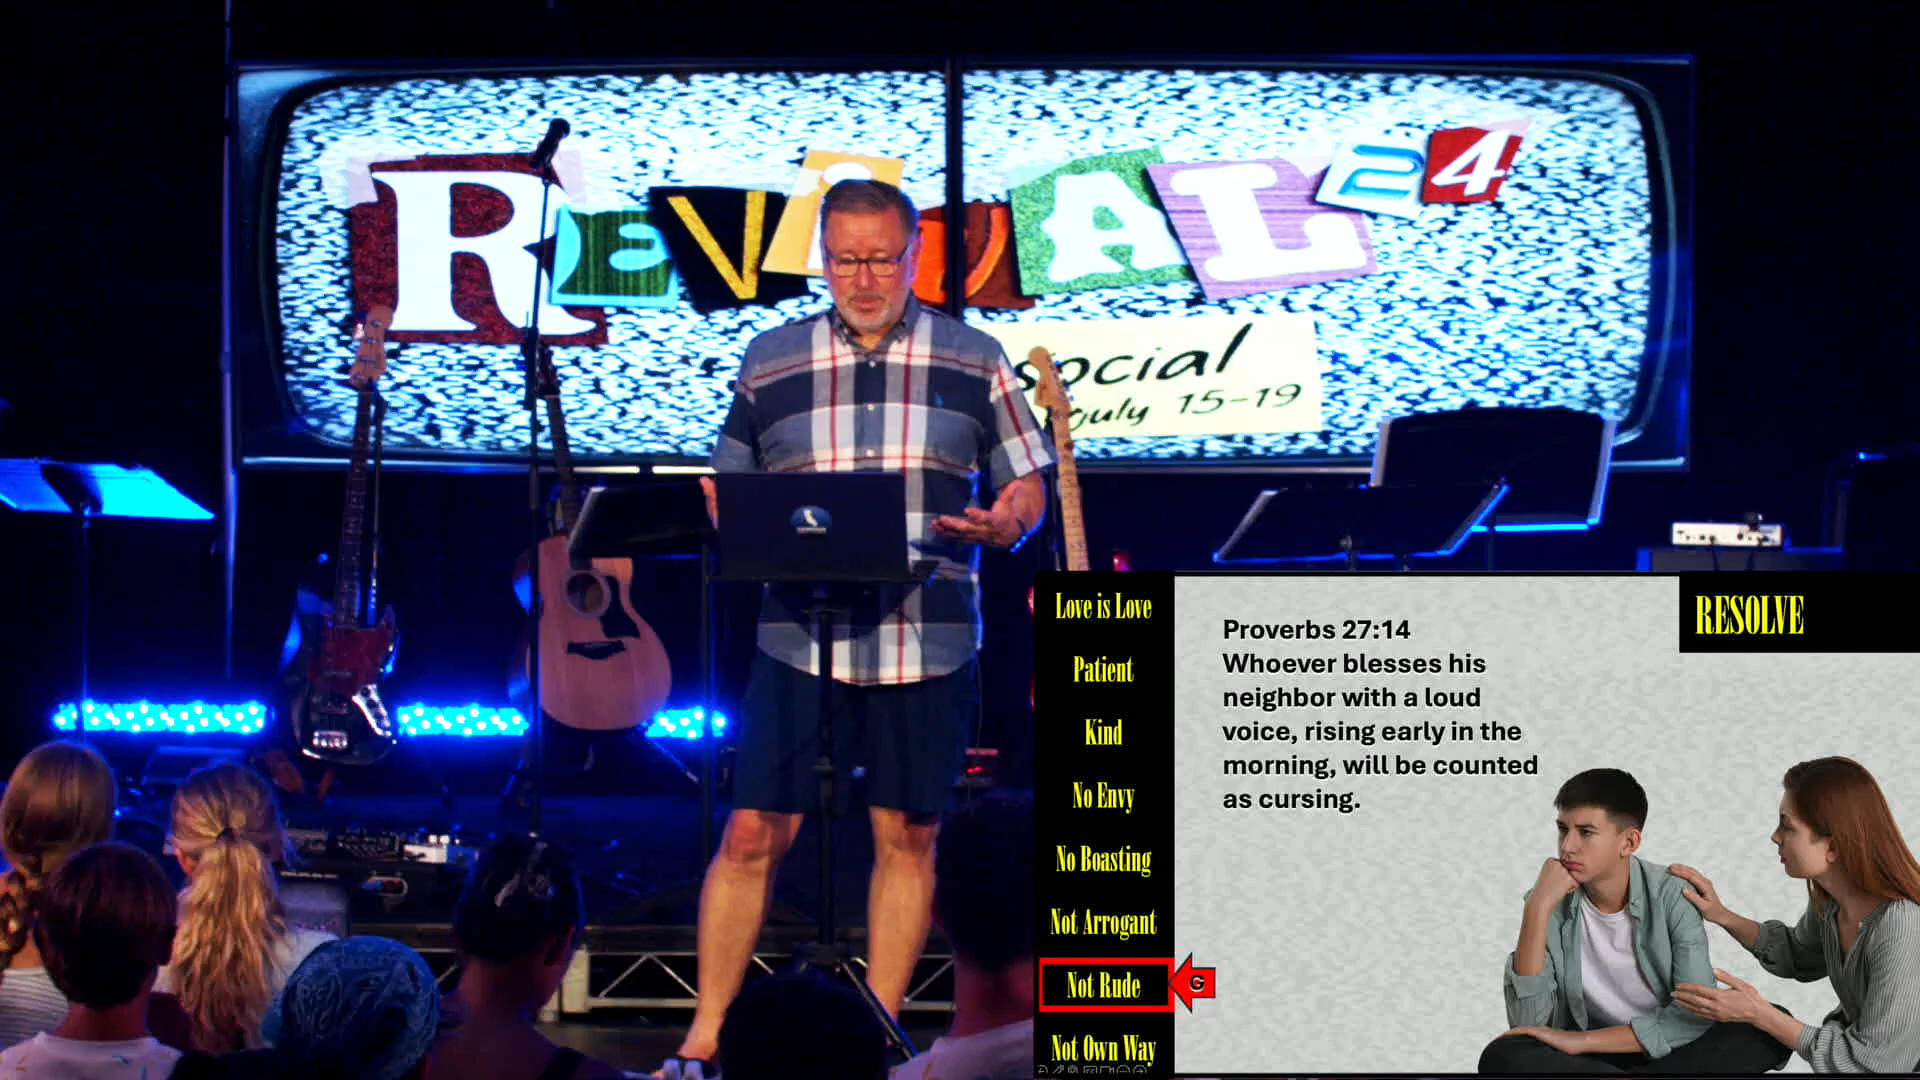 REVIVAL 24
social
july 15-19
Love is Love
Patient
Kind
No Envy
No Boasting
Not Arrogant
Not Rude
Not Own Way
G
RESOLVE
Proverbs 27:14
Whoever blesses his
neighbor with a loud
voice, rising early in the
morning, will be counted
as cursing.